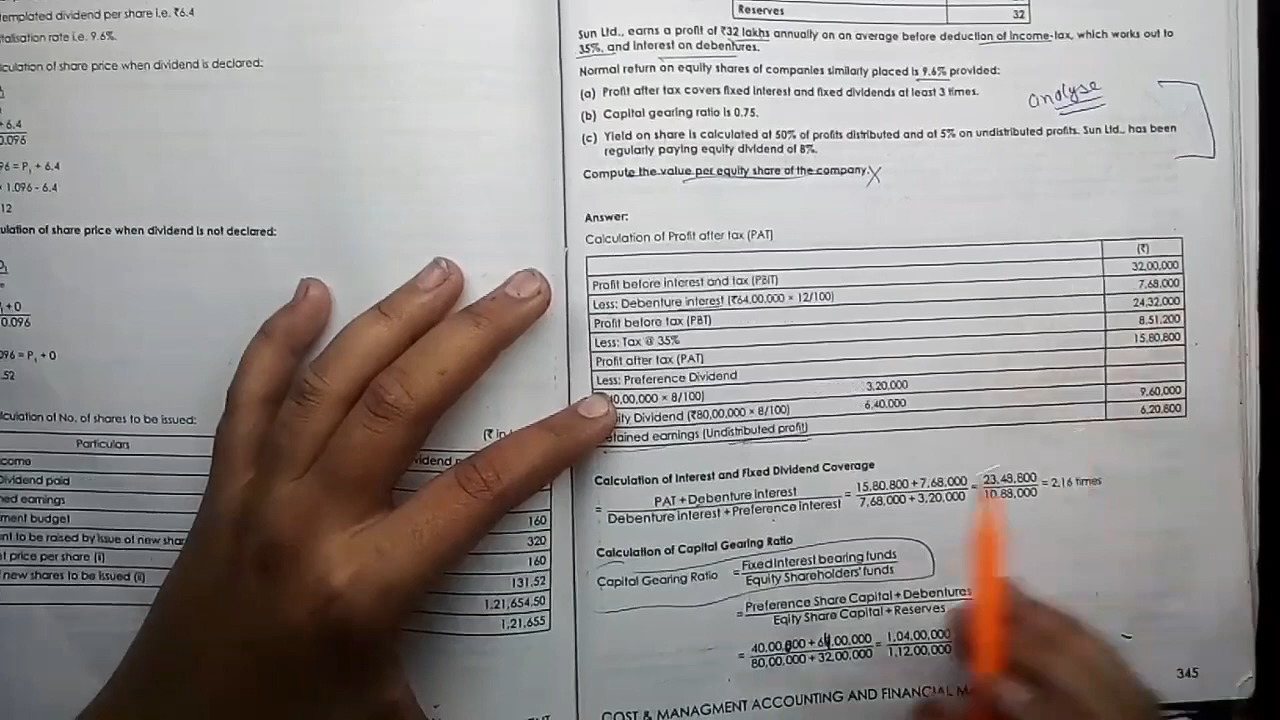 templated dividend per share i.e. ₹6.4
talisation rate i.e. 9.6%.
lculation of share price when dividend is declared:
+ 6.4
0.096
96 = P₁ + 6.4
1.096 - 6.4
12
ulation of share price when dividend is not declared:
+ 0
0.096
096 = P₁ + 0
.52
lculation of No. of shares to be issued:
Particulars
come
idend paid
ned earnings
ment budget
nt to be raised by issue of new shar
t price per share (i)
new shares to be issued (ii)
160
320
160
131.52
1,21,654.50
1,21,655
Reserves 32
Sun Ltd., earns a profit of ₹32 lakhs annually on an average before deduction of income-tax, which works out to
35%, and interest on debentures.
Normal return on equity shares of companies similarly placed is 9.6% provided:
(a) Profit after tax covers fixed interest and fixed dividends at least 3 times.
(b) Capital gearing ratio is 0.75.
(c) Yield on share is calculated at 50% of profits distributed and at 5% on undistributed profits. Sun Ltd., has been
regularly paying equity dividend of 8%.
analyse
Compute the value per equity share of the company.
Answer:
Calculation of Profit after tax (PAT)
(₹)
Profit before interest and tax (PBIT) 32,00,000
Less: Debenture interest (₹64,00,000 × 12/100) 7,68,000
Profit before tax (PBT) 24,32,000
Less: Tax @ 35% 8,51,200
Profit after tax (PAT) 15,80,800
Less: Preference Dividend
0,00,000 × 8/100) 3,20,000
ity Dividend (₹80,00,000 × 8/100) 6,40,000 9,60,000
etained earnings (Undistributed profit) 6,20,800
Calculation of Interest and Fixed Dividend Coverage
= PAT + Debenture interest / Debenture interest + Preference interest = 15,80,800 + 7,68,000 / 7,68,000 + 3,20,000 = 23,48,800 / 10,88,000 = 2.16 times
Calculation of Capital Gearing Ratio
Capital Gearing Ratio = Fixed interest bearing funds / Equity Shareholders' funds
= Preference Share Capital + Debentures / Eqity Share Capital + Reserves
= 40,00,000 + 64,00,000 / 80,00,000 + 32,00,000 = 1,04,00,000 / 1,12,00,000
COST & MANAGMENT ACCOUNTING AND FINANCIAL
345